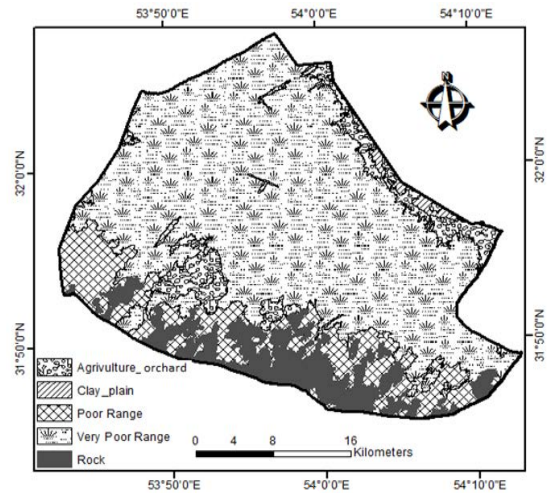 53°50'0"E 54°0'0"E 54°10'0"E
N
32°0'0"N 32°0'0"N
31°50'0"N 31°50'0"N
Agrivulture_orchard
Clay_plain
Poor Range
Very Poor Range
Rock
0 4 8 16
Kilometers
53°50'0"E 54°0'0"E 54°10'0"E